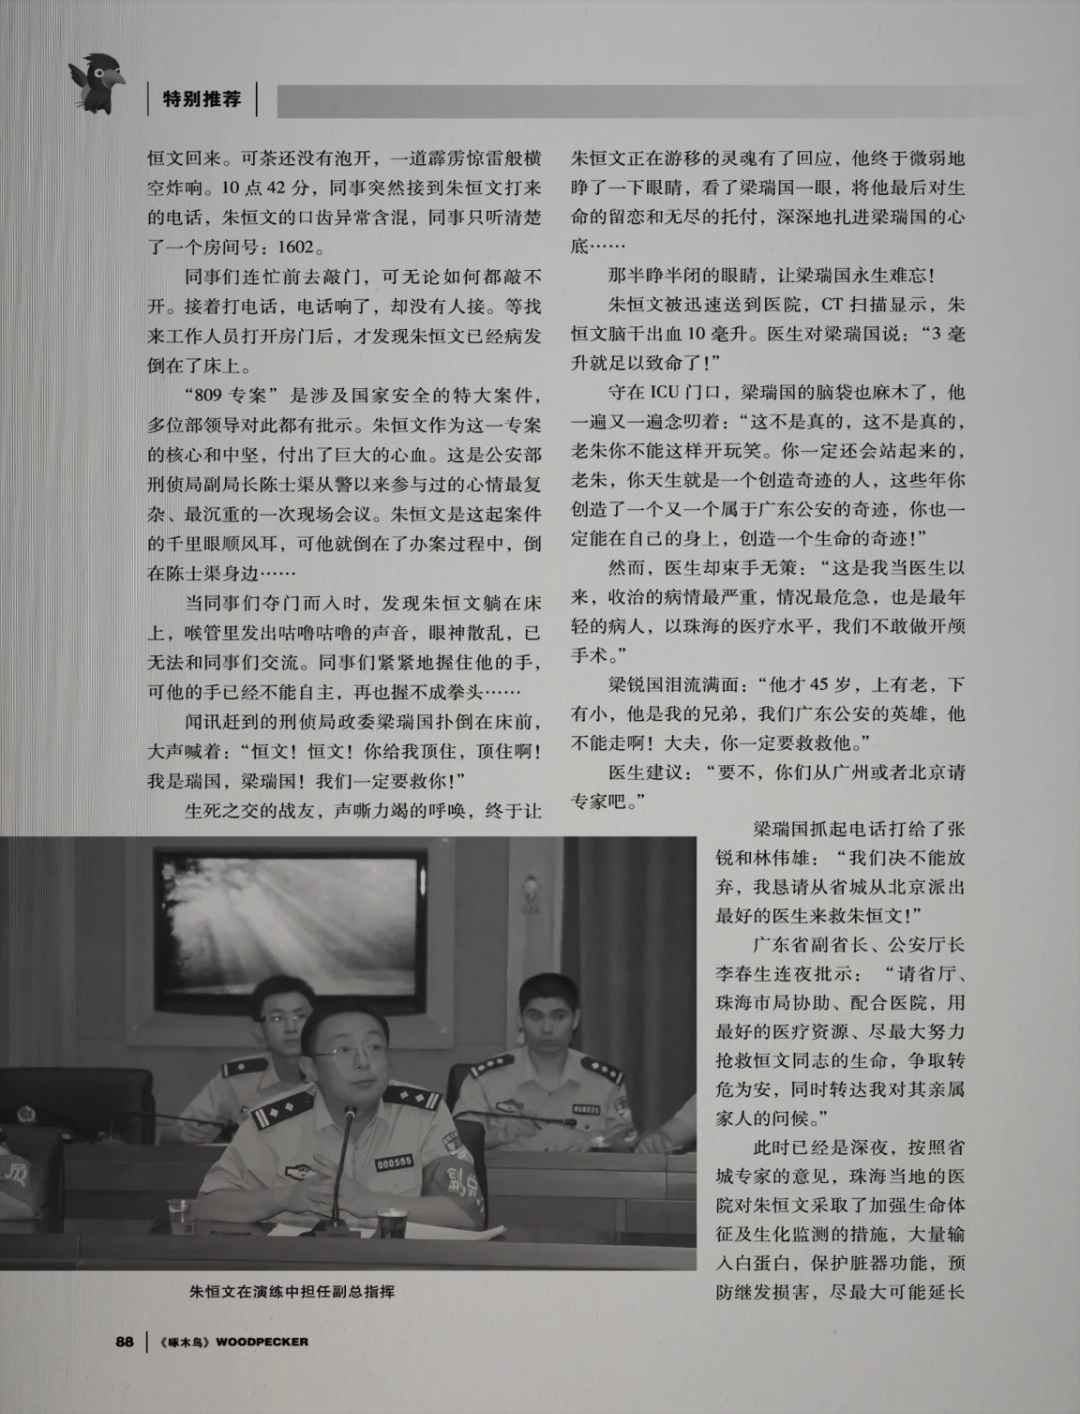 特别推荐
恒文回来。可茶还没有泡开，一道霹雳惊雷般横
空炸响。10 点 42 分，同事突然接到朱恒文打来
的电话，朱恒文的口齿异常含混，同事只听清楚
了一个房间号：1602。
同事们连忙前去敲门，可无论如何都敲不
开。接着打电话，电话响了，却没有人接。等找
来工作人员打开房门后，才发现朱恒文已经病发
倒在了床上。
“809 专案”是涉及国家安全的特大案件，
多位部领导对此都有批示。朱恒文作为这一专案
的核心和中坚，付出了巨大的心血。这是公安部
刑侦局副局长陈士渠从警以来参与过的心情最复
杂、最沉重的一次现场会议。朱恒文是这起案件
的千里眼顺风耳，可他就倒在了办案过程中，倒
在陈士渠身边……
当同事们夺门而入时，发现朱恒文躺在床
上，喉管里发出咕噜咕噜的声音，眼神散乱，已
无法和同事们交流。同事们紧紧地握住他的手，
可他的手已经不能自主，再也握不成拳头……
闻讯赶到的刑侦局政委梁瑞国扑倒在床前，
大声喊着：“恒文！恒文！你给我顶住，顶住啊！
我是瑞国，梁瑞国！我们一定要救你！”
生死之交的战友，声嘶力竭的呼唤，终于让
朱恒文正在游移的灵魂有了回应，他终于微弱地
睁了一下眼睛，看了梁瑞国一眼，将他最后对生
命的留恋和无尽的托付，深深地扎进梁瑞国的心
底……
那半睁半闭的眼睛，让梁瑞国永生难忘！
朱恒文被迅速送到医院，CT 扫描显示，朱
恒文脑干出血 10 毫升。医生对梁瑞国说：“3 毫
升就足以致命了！”
守在 ICU 门口，梁瑞国的脑袋也麻木了，他
一遍又一遍念叨着：“这不是真的，这不是真的，
老朱你不能这样开玩笑。你一定还会站起来的，
老朱，你天生就是一个创造奇迹的人，这些年你
创造了一个又一个属于广东公安的奇迹，你也一
定能在自己的身上，创造一个生命的奇迹！”
然而，医生却束手无策：“这是我当医生以
来，收治的病情最严重，情况最危急，也是最年
轻的病人，以珠海的医疗水平，我们不敢做开颅
手术。”
梁锐国泪流满面：“他才 45 岁，上有老，下
有小，他是我的兄弟，我们广东公安的英雄，他
不能走啊！大夫，你一定要救救他。”
医生建议：“要不，你们从广州或者北京请
专家吧。”
梁瑞国抓起电话打给了张
锐和林伟雄：“我们决不能放
弃，我恳请从省城从北京派出
最好的医生来救朱恒文！”
广东省副省长、公安厅长
李春生连夜批示：“请省厅、
珠海市局协助、配合医院，用
最好的医疗资源、尽最大努力
抢救恒文同志的生命，争取转
危为安，同时转达我对其亲属
家人的问候。”
此时已经是深夜，按照省
城专家的意见，珠海当地的医
院对朱恒文采取了加强生命体
征及生化监测的措施，大量输
入白蛋白，保护脏器功能，预
防继发损害，尽最大可能延长
000555
副总
员
朱恒文在演练中担任副总指挥
88 《啄木鸟》WOODPECKER